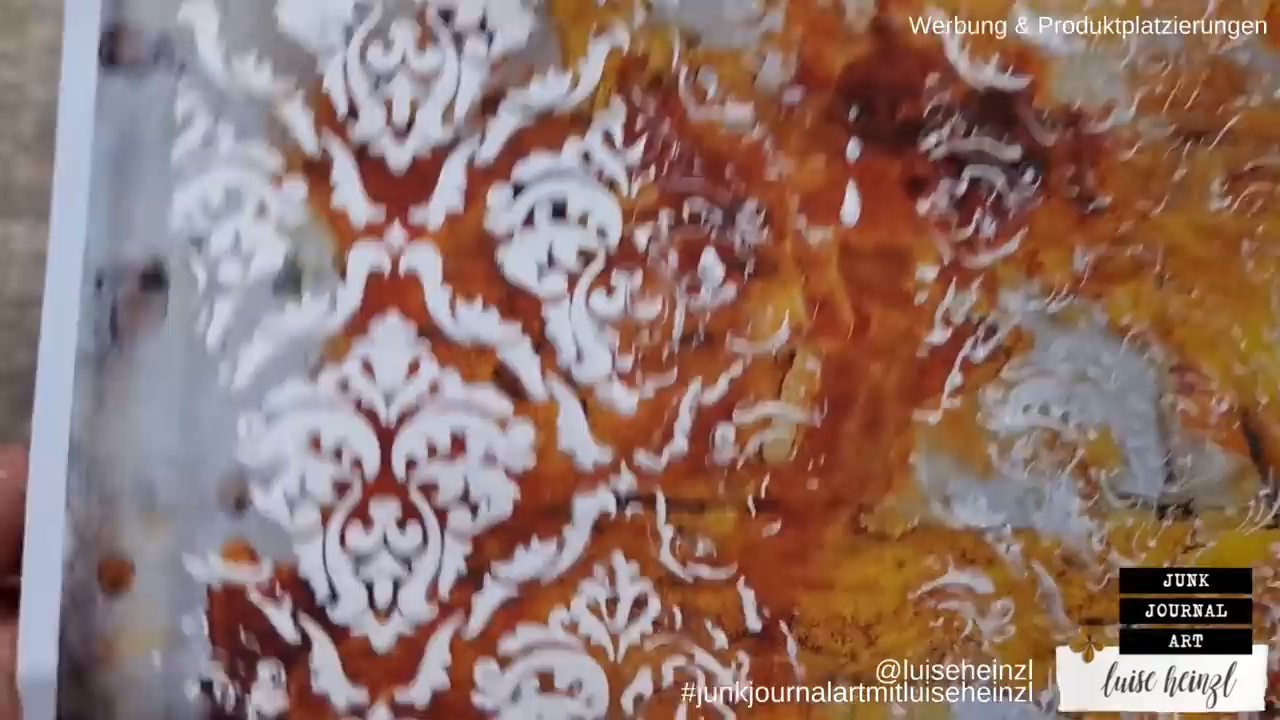 Werbung & Produktplatzierungen
JUNK
JOURNAL
ART
@luiseheinzl
#junkjournalartmitluiseheinzl
luise heinzl